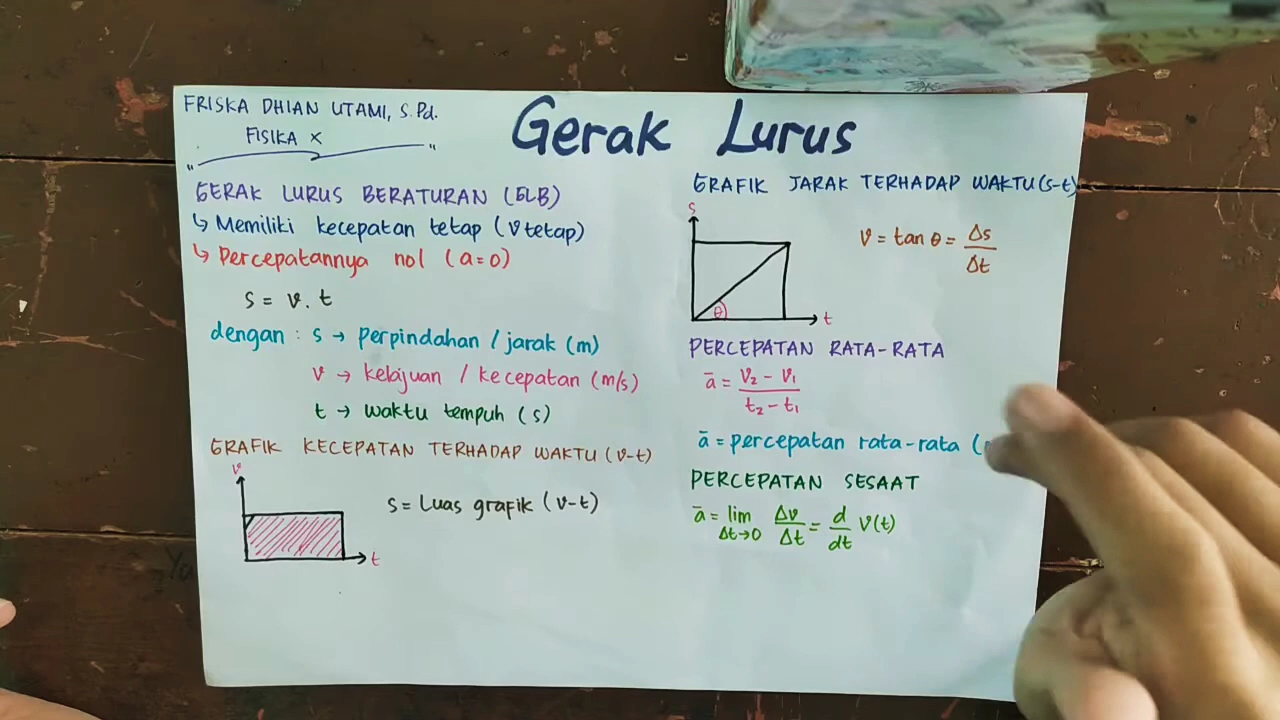 FRISKA DHIAN UTAMI, S.Pd.
FISIKA X
Gerak Lurus
GERAK LURUS BERATURAN (GLB)
↳ Memiliki kecepatan tetap (v tetap)
↳ Percepatannya nol (a=0)
s = v. t
dengan : s → perpindahan / jarak (m)
v → kelajuan / kecepatan (m/s)
t → waktu tempuh (s)
GRAFIK KECEPATAN TERHADAP WAKTU (v-t)
v
s = Luas grafik (v-t)
t
GRAFIK JARAK TERHADAP WAKTU (s-t)
s
v = tan θ = Δs/Δt
θ
t
PERCEPATAN RATA-RATA
ā = v₂ - v₁ / t₂ - t₁
ā = percepatan rata-rata (
PERCEPATAN SESAAT
ā = lim Δt→0 Δv/Δt = d/dt v(t)